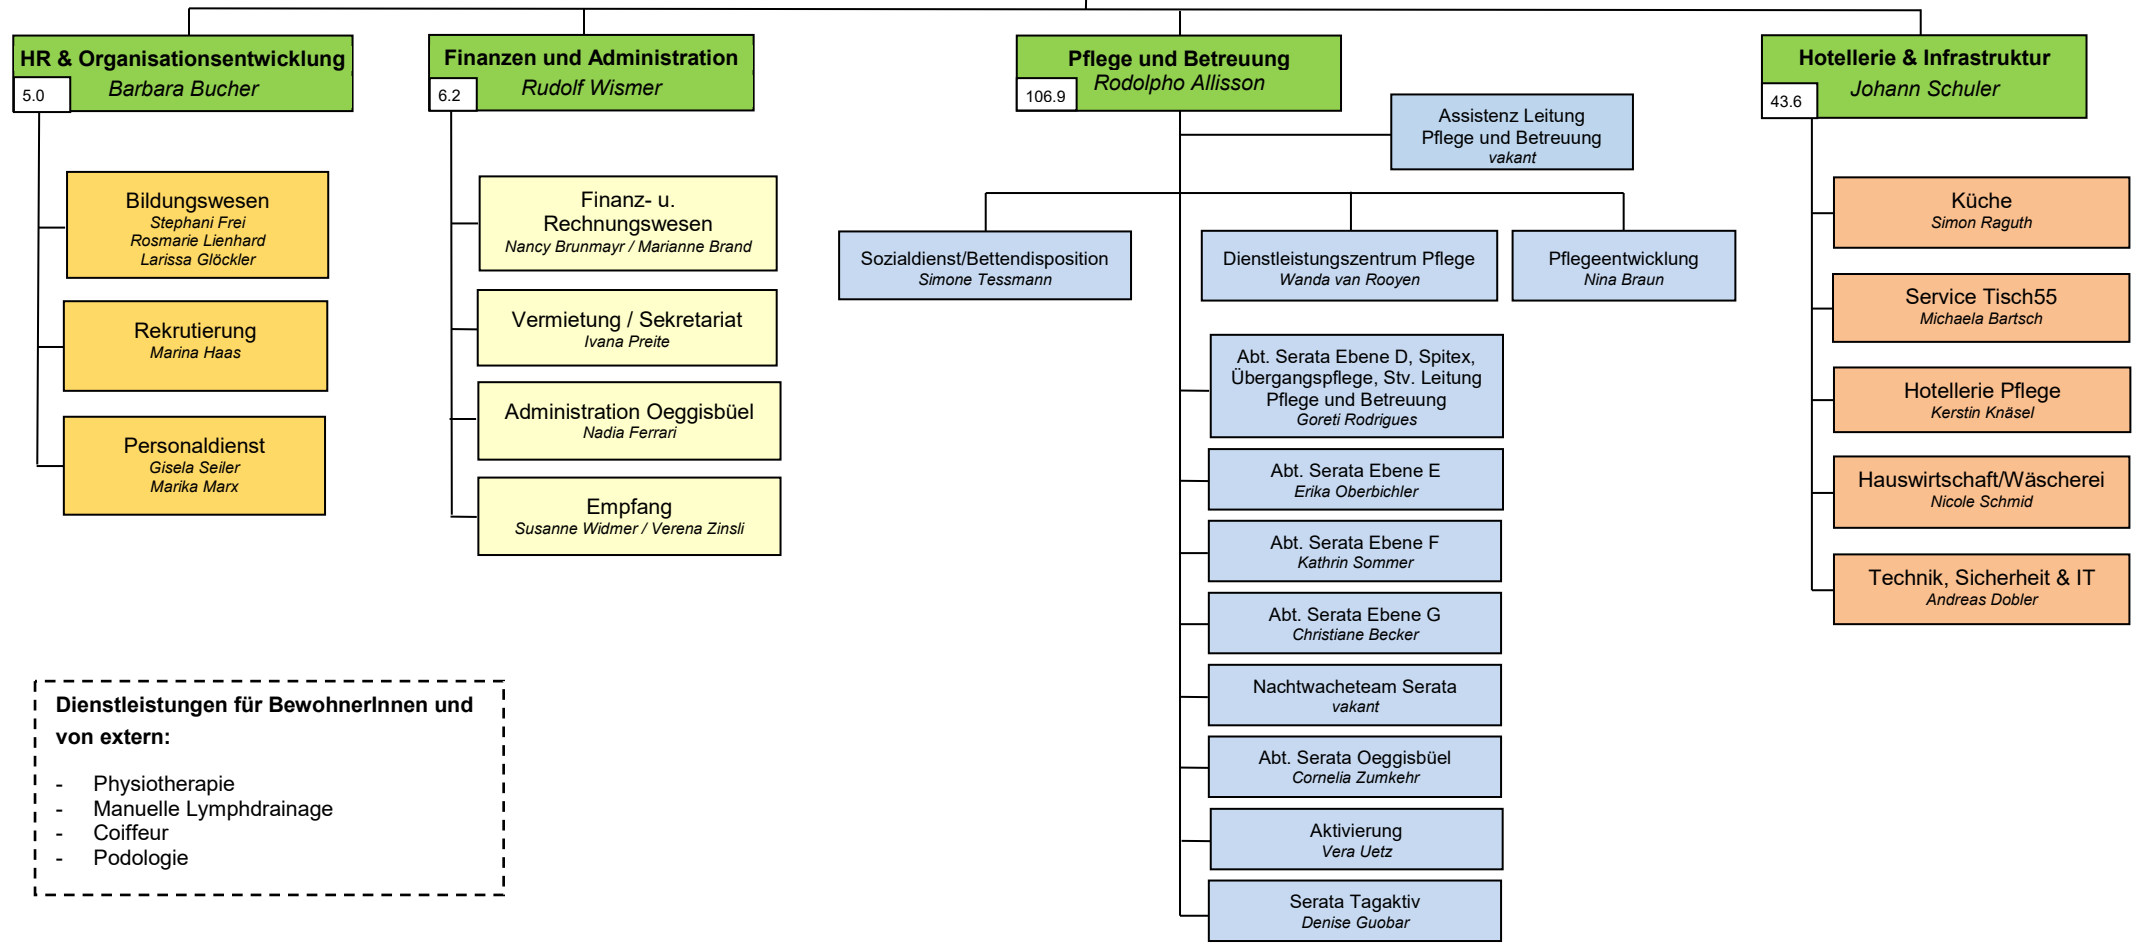 HR & Organisationsentwicklung
Barbara Bucher
5.0
Bildungswesen
Stephani Frei
Rosmarie Lienhard
Larissa Glöckler
Rekrutierung
Marina Haas
Personaldienst
Gisela Seiler
Marika Marx
Finanzen und Administration
Rudolf Wismer
6.2
Finanz- u.
Rechnungswesen
Nancy Brunmayr / Marianne Brand
Vermietung / Sekretariat
Ivana Preite
Administration Oeggisbüel
Nadia Ferrari
Empfang
Susanne Widmer / Verena Zinsli
Pflege und Betreuung
Rodolpho Allisson
106.9
Assistenz Leitung
Pflege und Betreuung
vakant
Sozialdienst/Bettendisposition
Simone Tessmann
Dienstleistungszentrum Pflege
Wanda van Rooyen
Pflegeentwicklung
Nina Braun
Abt. Serata Ebene D, Spitex,
Übergangspflege, Stv. Leitung
Pflege und Betreuung
Goreti Rodrigues
Abt. Serata Ebene E
Erika Oberbichler
Abt. Serata Ebene F
Kathrin Sommer
Abt. Serata Ebene G
Christiane Becker
Nachtwacheteam Serata
vakant
Abt. Serata Oeggisbüel
Cornelia Zumkehr
Aktivierung
Vera Uetz
Serata Tagaktiv
Denise Guobar
Hotellerie & Infrastruktur
Johann Schuler
43.6
Küche
Simon Raguth
Service Tisch55
Michaela Bartsch
Hotellerie Pflege
Kerstin Knäsel
Hauswirtschaft/Wäscherei
Nicole Schmid
Technik, Sicherheit & IT
Andreas Dobler
Dienstleistungen für BewohnerInnen und
von extern:
- Physiotherapie
- Manuelle Lymphdrainage
- Coiffeur
- Podologie